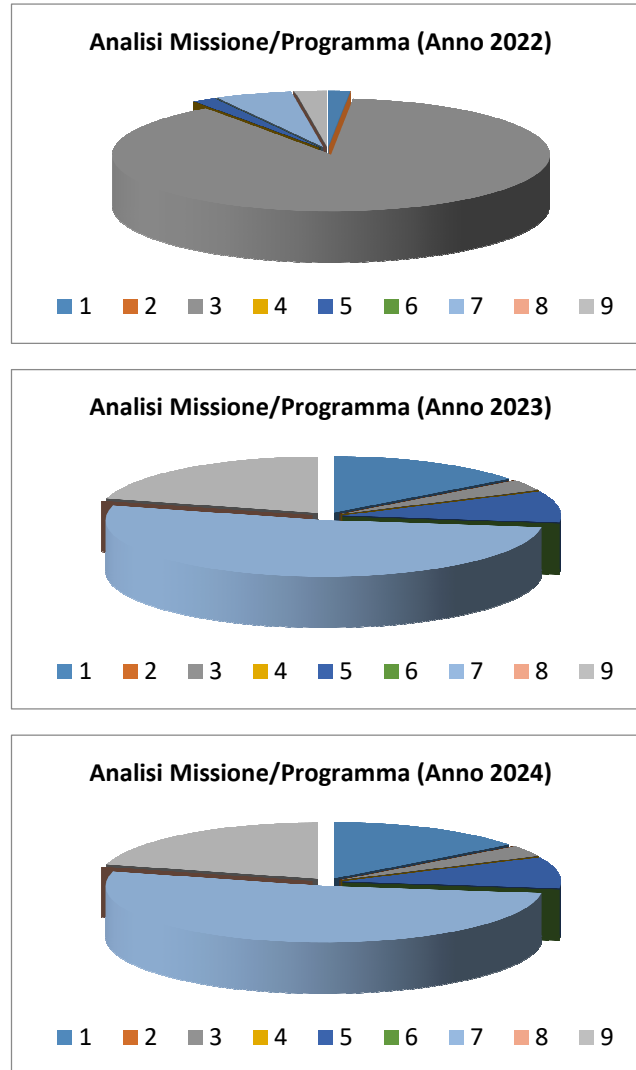 Analisi Missione/Programma (Anno 2022)
1 2 3 4 5 6 7 8 9
Analisi Missione/Programma (Anno 2023)
1 2 3 4 5 6 7 8 9
Analisi Missione/Programma (Anno 2024)
1 2 3 4 5 6 7 8 9